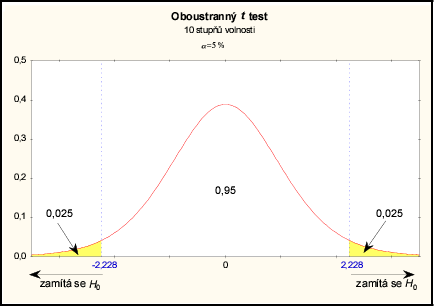 Oboustranný t test
10 stupňů volnosti
α=5 %
0,5
0,4
0,3
0,2
0,1
0,0
0,95
0,025
0,025
-2,228
0
2,228
zamítá se H0
zamítá se H0